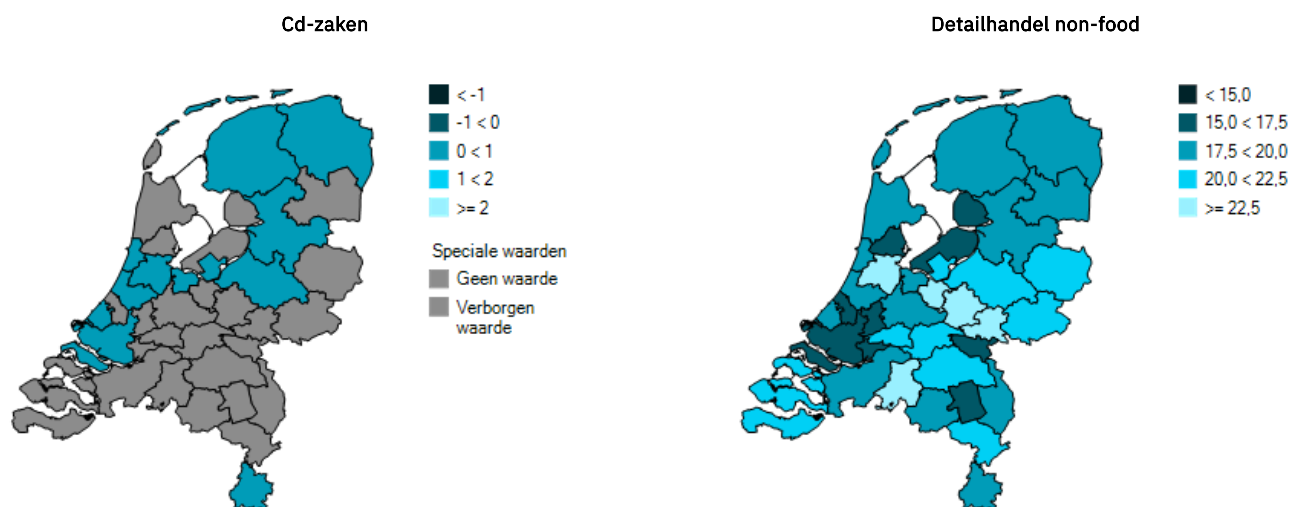 Cd-zaken
< -1
-1 < 0
0 < 1
1 < 2
>= 2
Speciale waarden
Geen waarde
Verborgen
waarde
Detailhandel non-food
< 15,0
15,0 < 17,5
17,5 < 20,0
20,0 < 22,5
>= 22,5